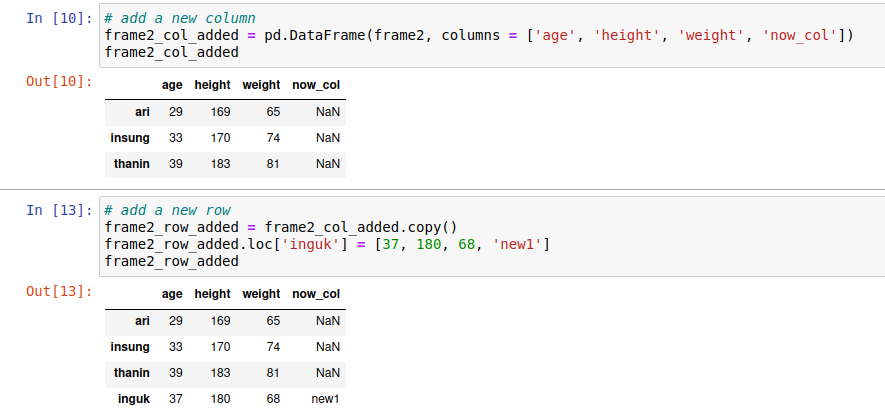 In [10]: # add a new column
frame2_col_added = pd.DataFrame(frame2, columns = ['age', 'height', 'weight', 'now_col'])
frame2_col_added
Out[10]:
age height weight now_col
ari 29 169 65 NaN
insung 33 170 74 NaN
thanin 39 183 81 NaN
In [13]: # add a new row
frame2_row_added = frame2_col_added.copy()
frame2_row_added.loc['inguk'] = [37, 180, 68, 'new1']
frame2_row_added
Out[13]:
age height weight now_col
ari 29 169 65 NaN
insung 33 170 74 NaN
thanin 39 183 81 NaN
inguk 37 180 68 new1